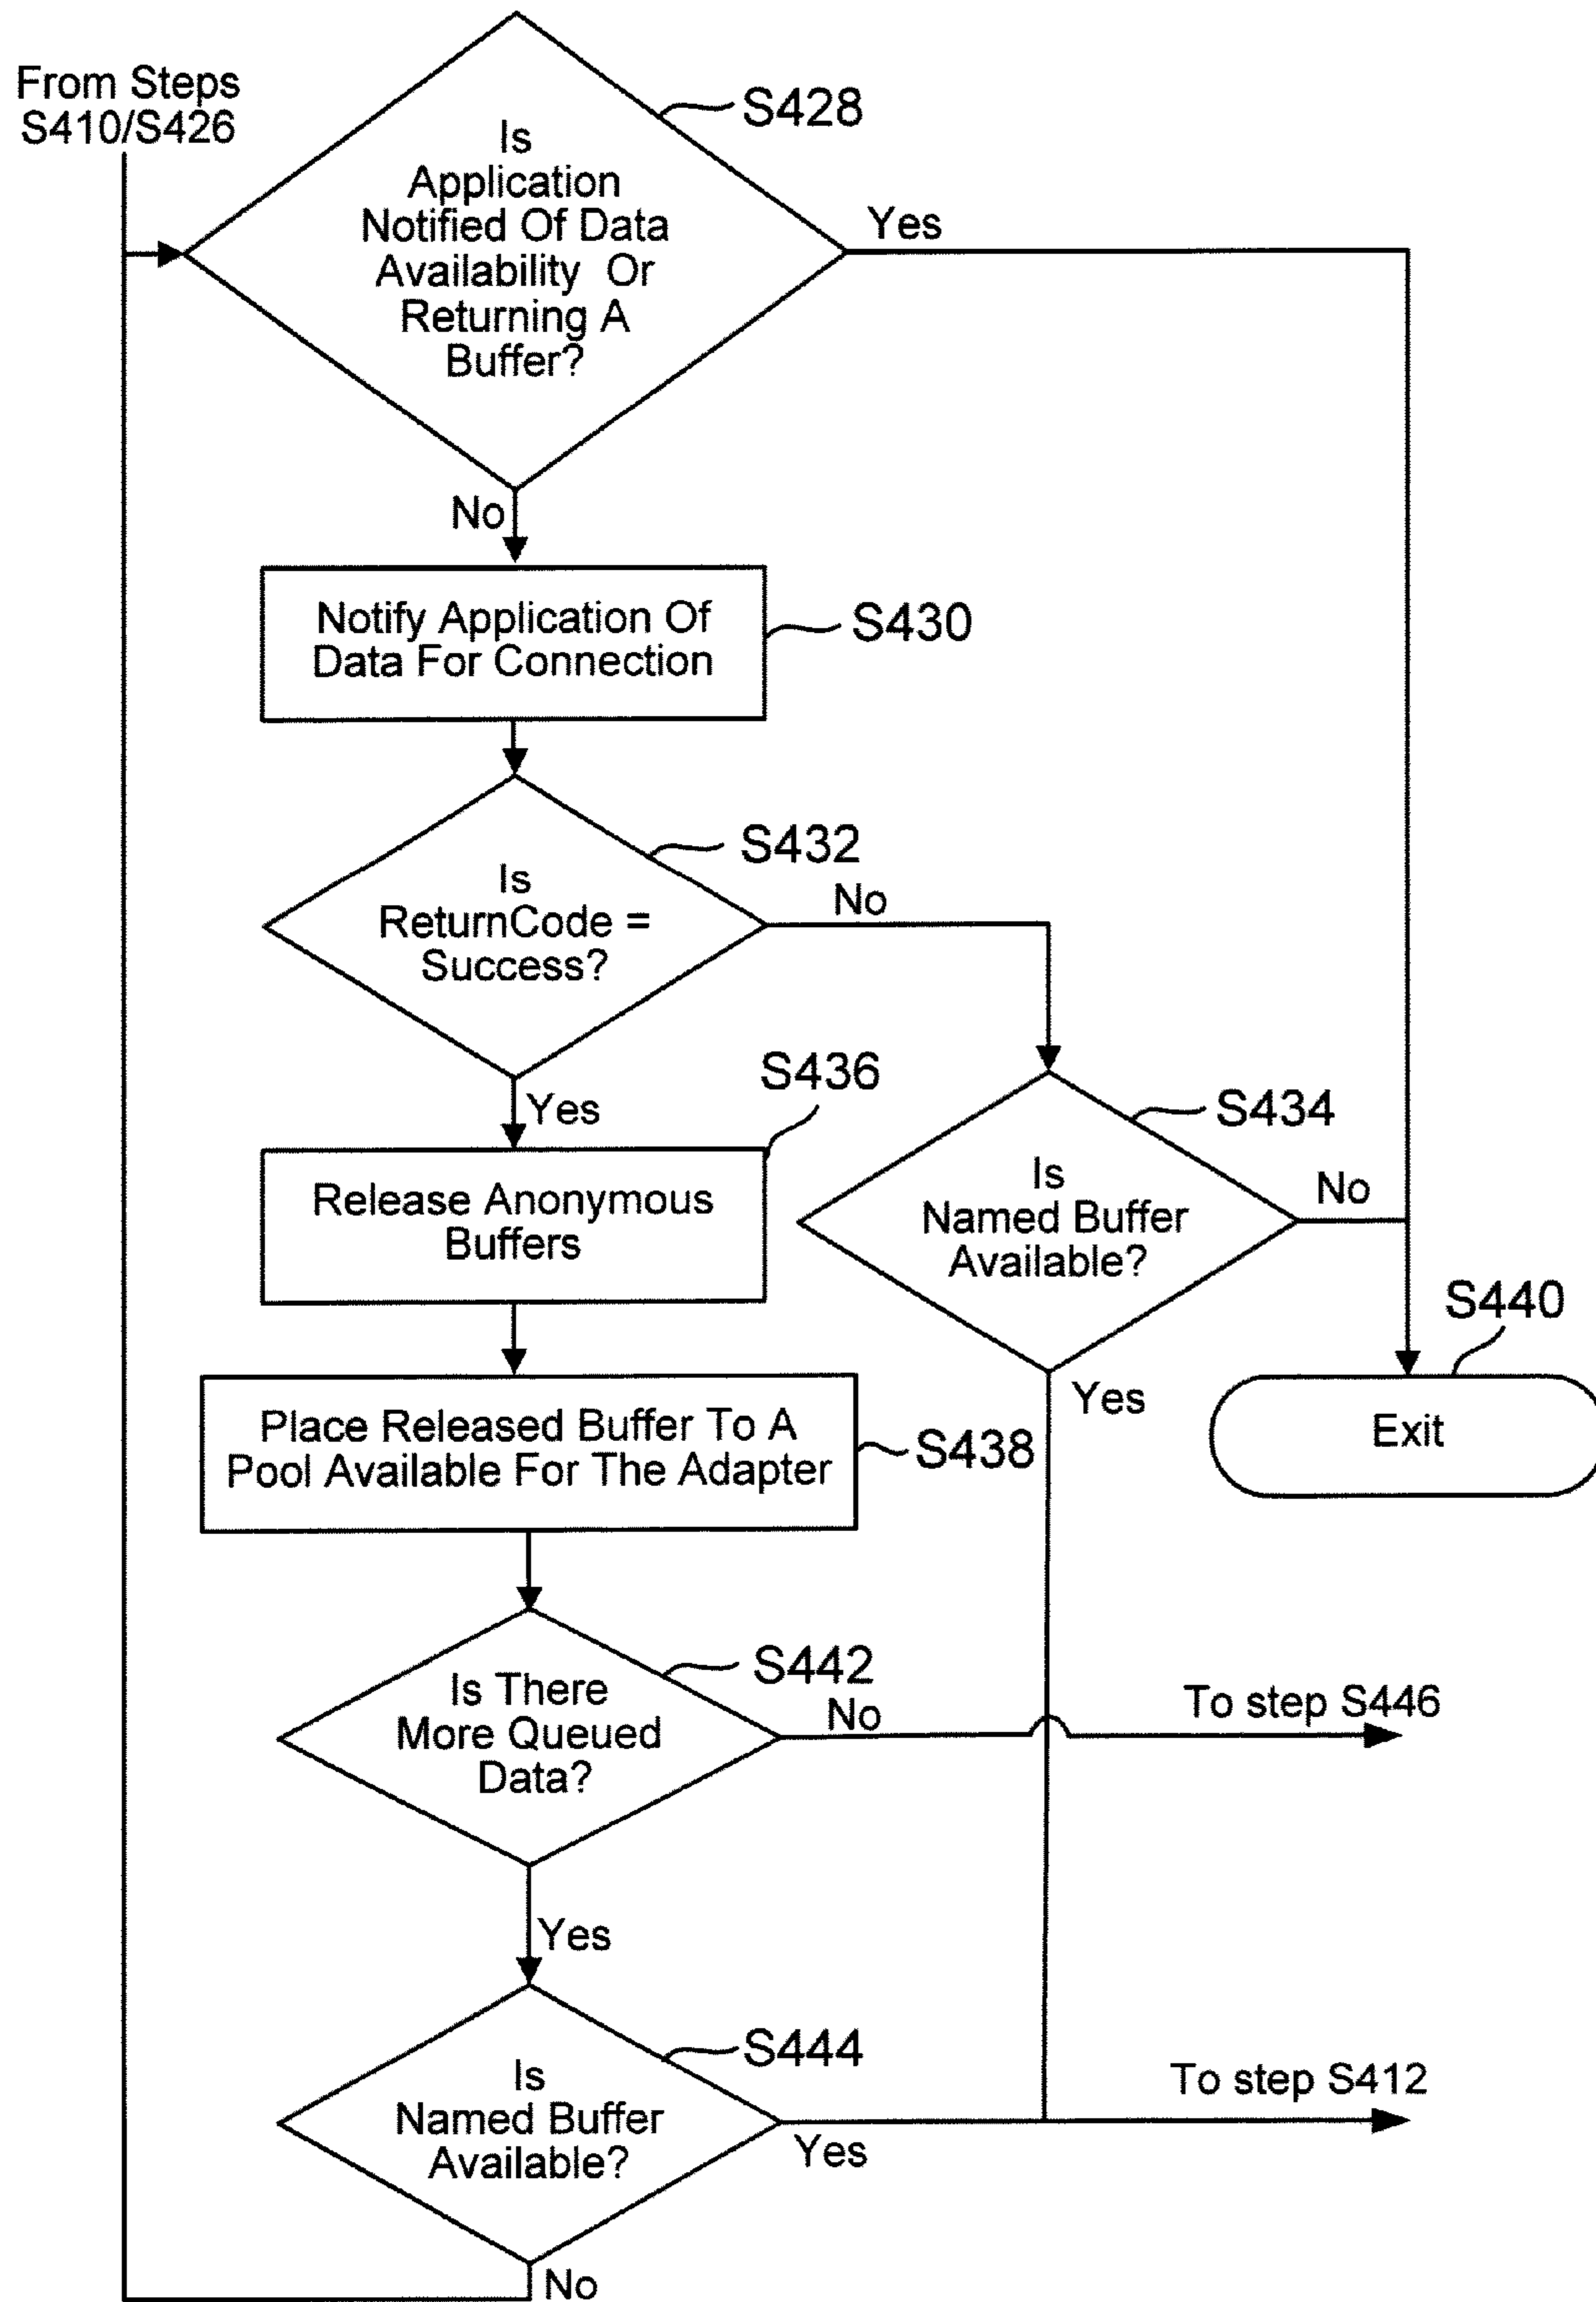 From Steps
S410/S426
S428
Is
Application
Notified Of Data
Availability Or
Returning A
Buffer?
Yes
No
Notify Application Of
Data For Connection
S430
S432
Is
ReturnCode =
Success?
No
Yes
S436
Release Anonymous
Buffers
S434
Is
Named Buffer
Available?
No
Yes
S440
Exit
Place Released Buffer To A
Pool Available For The Adapter
S438
S442
Is There
More Queued
Data?
No
To step S446
Yes
S444
Is
Named Buffer
Available?
Yes
To step S412
No